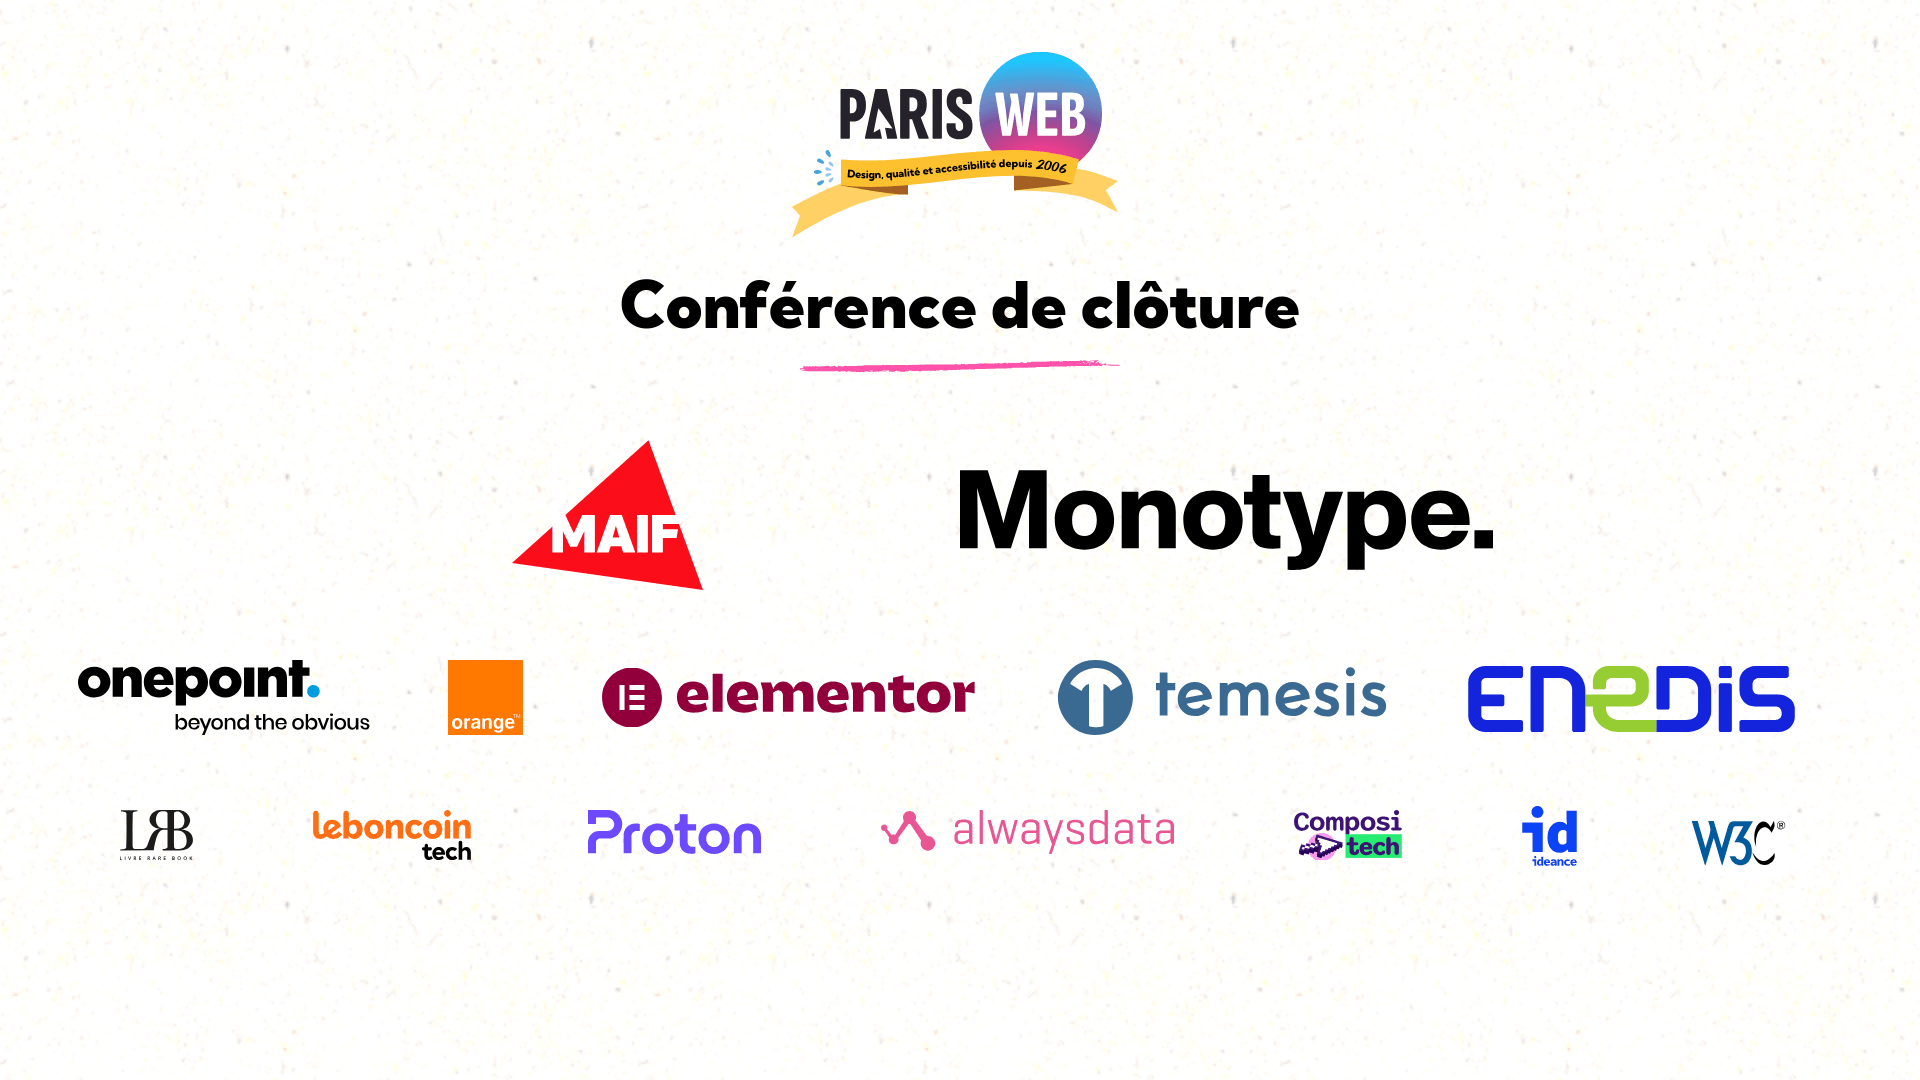 PARIS WEB
Design, qualité et accessibilité depuis 2006
Conférence de clôture
MAIF
Monotype.
onepoint.
beyond the obvious
orange™
elementor
temesis
ENEDIS
LRB
LIVRE RARE BOOK
leboncoin
tech
Proton
alwaysdata
Composi
tech
id
ideance
W3C®